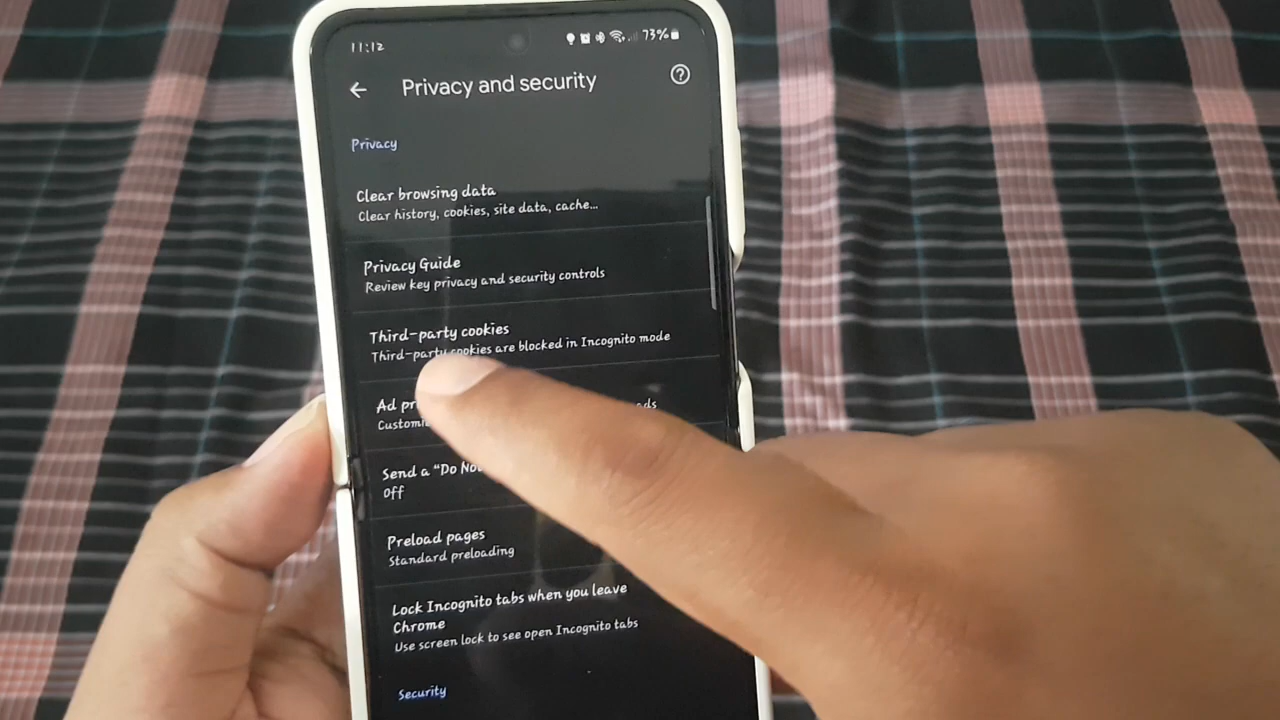 11:12 73%
Privacy and security
Privacy
Clear browsing data
Clear history, cookies, site data, cache...
Privacy Guide
Review key privacy and security controls
Third-party cookies
Third-party cookies are blocked in Incognito mode
Ad
Send a "Do
Off
Preload pages
Standard preloading
Lock Incognito tabs when you leave
Chrome
Use screen lock to see open Incognito tabs
Security